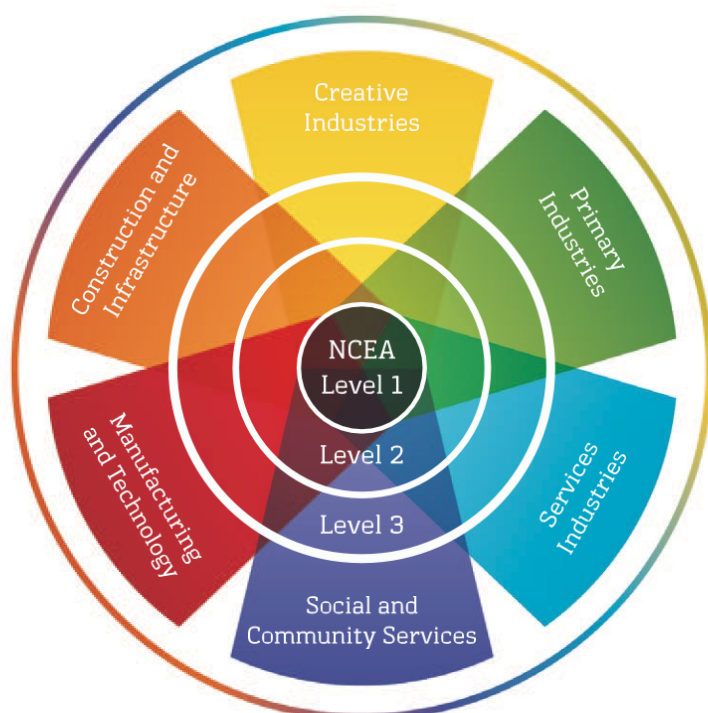 Creative
Industries
Primary
Industries
Services
Industries
Social and
Community Services
Manufacturing
and Technology
Construction and
Infrastructure
NCEA
Level 1
Level 2
Level 3